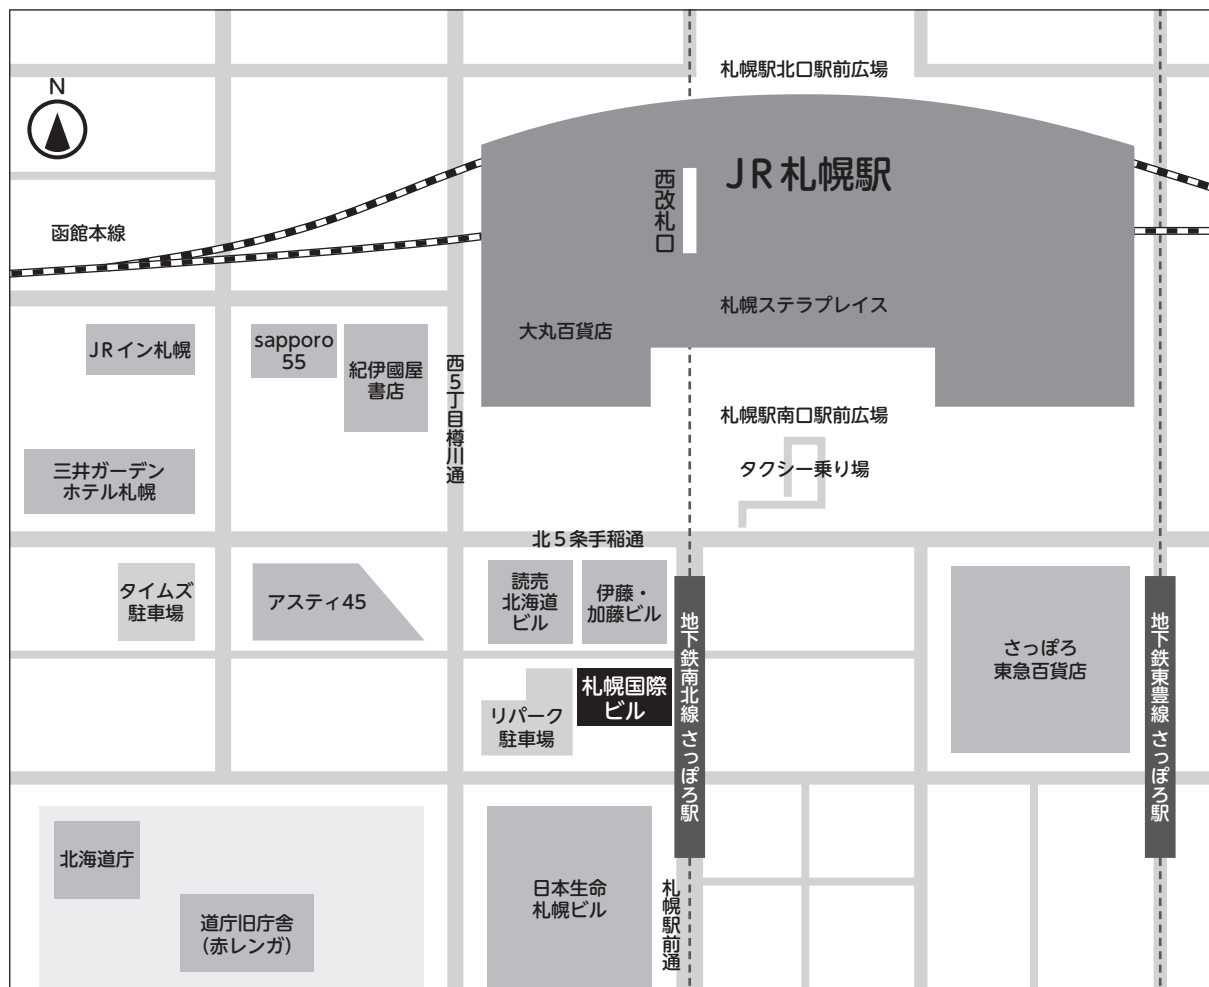 札幌駅北口駅前広場
N
JR札幌駅
西改札口
函館本線
札幌ステラプレイス
大丸百貨店
JRイン札幌
sapporo
55
紀伊國屋
書店
西5丁目樽川通
札幌駅南口駅前広場
タクシー乗り場
三井ガーデン
ホテル札幌
北5条手稲通
タイムズ
駐車場
アスティ45
読売
北海道
ビル
伊藤・
加藤ビル
地下鉄南北線 さっぽろ駅
さっぽろ
東急百貨店
地下鉄東豊線 さっぽろ駅
札幌国際
ビル
リパーク
駐車場
北海道庁
道庁旧庁舎
(赤レンガ)
日本生命
札幌ビル
札幌駅前通